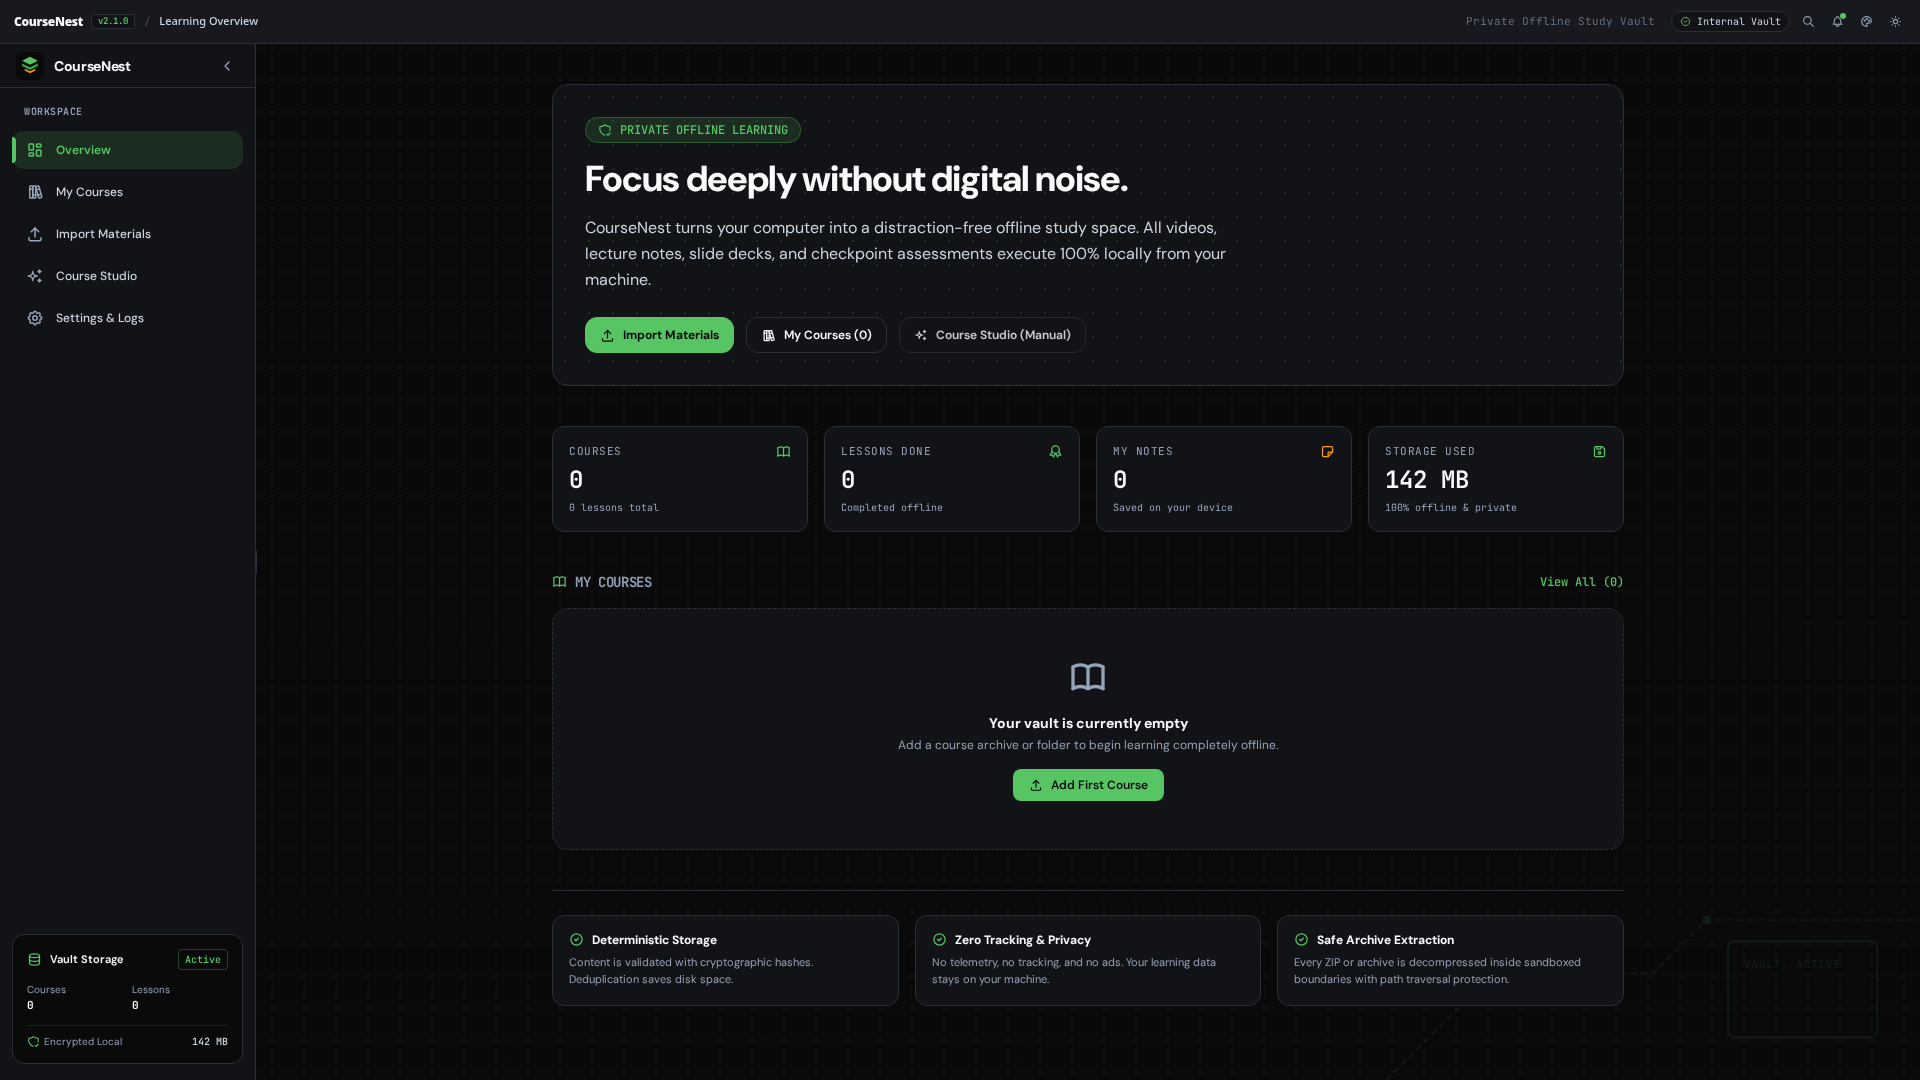 CourseNest v2.1.0 / Learning Overview
Private Offline Study Vault Internal Vault
CourseNest
WORKSPACE
Overview
My Courses
Import Materials
Course Studio
Settings & Logs
Vault Storage Active
Courses Lessons
0 0
Encrypted Local 142 MB
PRIVATE OFFLINE LEARNING
Focus deeply without digital noise.
CourseNest turns your computer into a distraction-free offline study space. All videos,
lecture notes, slide decks, and checkpoint assessments execute 100% locally from your
machine.
Import Materials My Courses (0) Course Studio (Manual)
COURSES
0
0 lessons total
LESSONS DONE
0
Completed offline
MY NOTES
0
Saved on your device
STORAGE USED
142 MB
100% offline & private
MY COURSES View All (0)
Your vault is currently empty
Add a course archive or folder to begin learning completely offline.
Add First Course
Deterministic Storage
Content is validated with cryptographic hashes.
Deduplication saves disk space.
Zero Tracking & Privacy
No telemetry, no tracking, and no ads. Your learning data
stays on your machine.
Safe Archive Extraction
Every ZIP or archive is decompressed inside sandboxed
boundaries with path traversal protection.
VAULT::ACTIVE